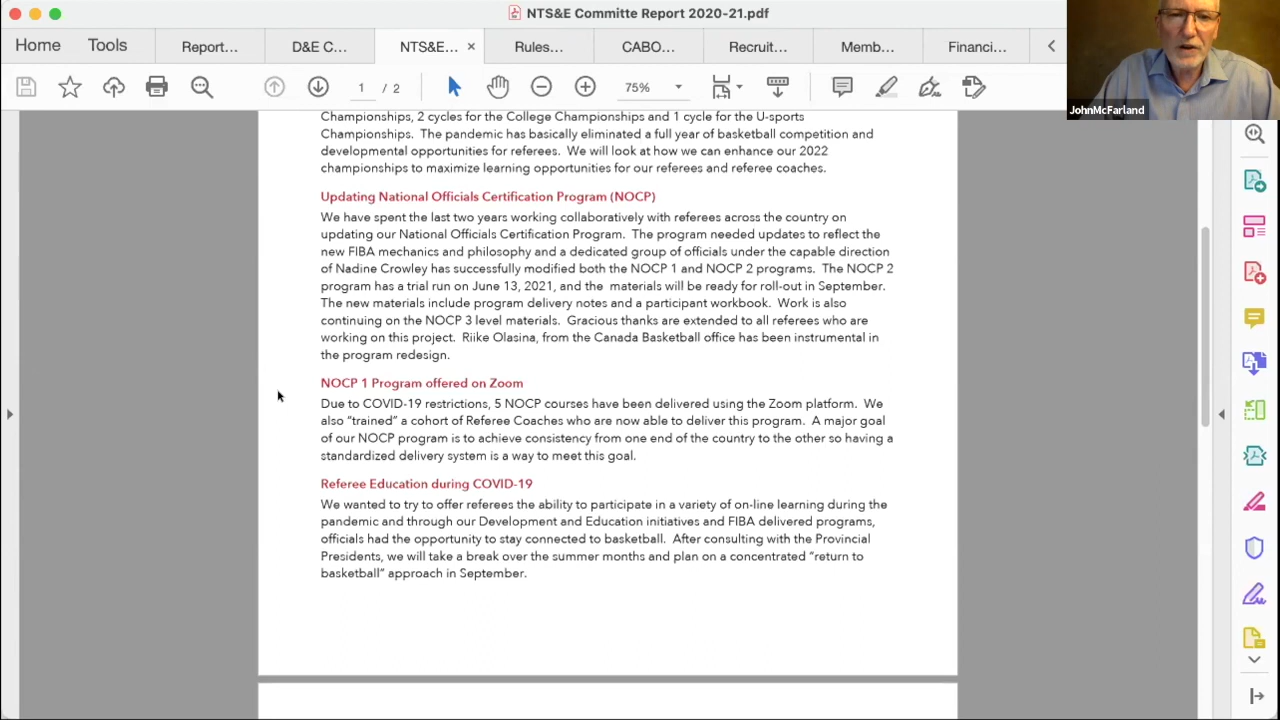 NTS&E Committe Report 2020-21.pdf
Home
Tools
Report...
D&E C...
NTS&E... ×
Rules...
CABO...
Recruit...
Memb...
Financi...
1 / 2
75%
JohnMcFarland
Championships, 2 cycles for the College Championships and 1 cycle for the U-sports
Championships. The pandemic has basically eliminated a full year of basketball competition and
developmental opportunities for referees. We will look at how we can enhance our 2022
championships to maximize learning opportunities for our referees and referee coaches.
Updating National Officials Certification Program (NOCP)
We have spent the last two years working collaboratively with referees across the country on
updating our National Officials Certification Program. The program needed updates to reflect the
new FIBA mechanics and philosophy and a dedicated group of officials under the capable direction
of Nadine Crowley has successfully modified both the NOCP 1 and NOCP 2 programs. The NOCP 2
program has a trial run on June 13, 2021, and the materials will be ready for roll-out in September.
The new materials include program delivery notes and a participant workbook. Work is also
continuing on the NOCP 3 level materials. Gracious thanks are extended to all referees who are
working on this project. Riike Olasina, from the Canada Basketball office has been instrumental in
the program redesign.
NOCP 1 Program offered on Zoom
Due to COVID-19 restrictions, 5 NOCP courses have been delivered using the Zoom platform. We
also “trained” a cohort of Referee Coaches who are now able to deliver this program. A major goal
of our NOCP program is to achieve consistency from one end of the country to the other so having a
standardized delivery system is a way to meet this goal.
Referee Education during COVID-19
We wanted to try to offer referees the ability to participate in a variety of on-line learning during the
pandemic and through our Development and Education initiatives and FIBA delivered programs,
officials had the opportunity to stay connected to basketball. After consulting with the Provincial
Presidents, we will take a break over the summer months and plan on a concentrated “return to
basketball” approach in September.